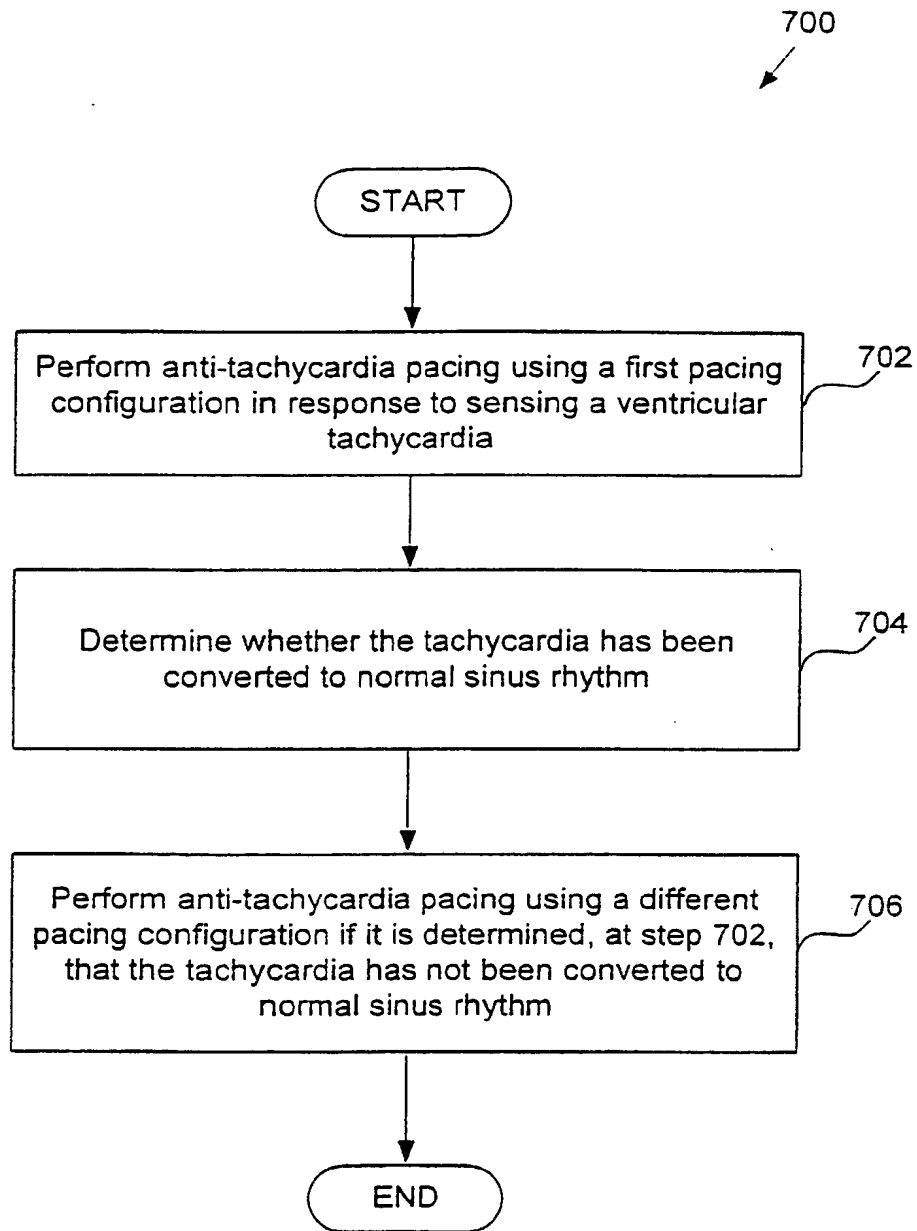 700
START
Perform anti-tachycardia pacing using a first pacing
configuration in response to sensing a ventricular
tachycardia
702
Determine whether the tachycardia has been
converted to normal sinus rhythm
704
Perform anti-tachycardia pacing using a different
pacing configuration if it is determined, at step 702,
that the tachycardia has not been converted to
normal sinus rhythm
706
END